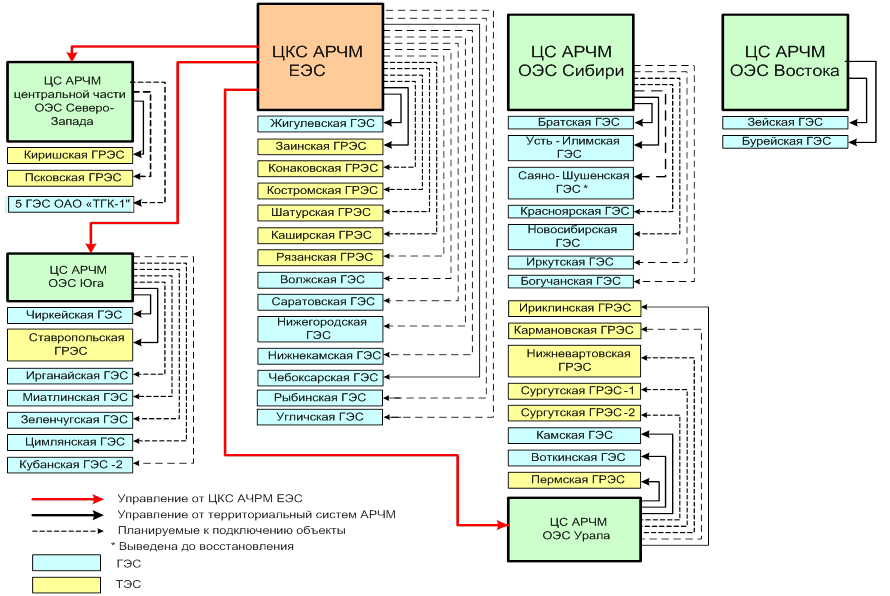 ЦС АРЧМ
центральной части
ОЭС Северо-
Запада
Киришская ГРЭС
Псковская ГРЭС
5 ГЭС ОАО «ТГК-1"
ЦС АРЧМ
ОЭС Юга
Чиркейская ГЭС
Ставропольская
ГРЭС
Ирганайская ГЭС
Миатлинская ГЭС
Зеленчугская ГЭС
Цимлянская ГЭС
Кубанская ГЭС -2
ЦКС АРЧМ
ЕЭС
Жигулевская ГЭС
Заинская ГРЭС
Конаковская ГРЭС
Костромская ГРЭС
Шатурская ГРЭС
Каширская ГРЭС
Рязанская ГРЭС
Волжская ГЭС
Саратовская ГЭС
Нижегородская
ГЭС
Нижнекамская ГЭС
Чебоксарская ГЭС
Рыбинская ГЭС
Угличская ГЭС
ЦС АРЧМ
ОЭС Сибири
Братская ГЭС
Усть - Илимская
ГЭС
Саяно- Шушенская
ГЭС *
Красноярская ГЭС
Новосибирская
ГЭС
Иркутская ГЭС
Богучанская ГЭС
Ириклинская ГРЭС
Кармановская ГРЭС
Нижневартовская
ГРЭС
Сургутская ГРЭС -1
Сургутская ГРЭС -2
Камская ГЭС
Воткинская ГЭС
Пермская ГРЭС
ЦС АРЧМ
ОЭС Урала
ЦС АРЧМ
ОЭС Востока
Зейская ГЭС
Бурейская ГЭС
Управление от ЦКС АЧРМ ЕЭС
Управление от территориальный систем АРЧМ
Планируемые к подключению объекты
* Выведена до восстановления
ГЭС
ТЭС